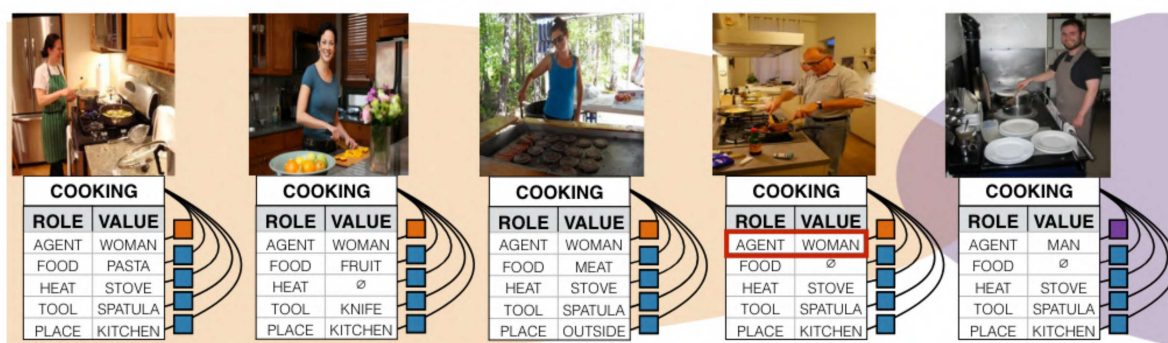 COOKING
ROLE VALUE
AGENT WOMAN
FOOD PASTA
HEAT STOVE
TOOL SPATULA
PLACE KITCHEN
COOKING
ROLE VALUE
AGENT WOMAN
FOOD FRUIT
HEAT ∅
TOOL KNIFE
PLACE KITCHEN
COOKING
ROLE VALUE
AGENT WOMAN
FOOD MEAT
HEAT STOVE
TOOL SPATULA
PLACE OUTSIDE
COOKING
ROLE VALUE
AGENT WOMAN
FOOD ∅
HEAT STOVE
TOOL SPATULA
PLACE KITCHEN
COOKING
ROLE VALUE
AGENT MAN
FOOD ∅
HEAT STOVE
TOOL SPATULA
PLACE KITCHEN